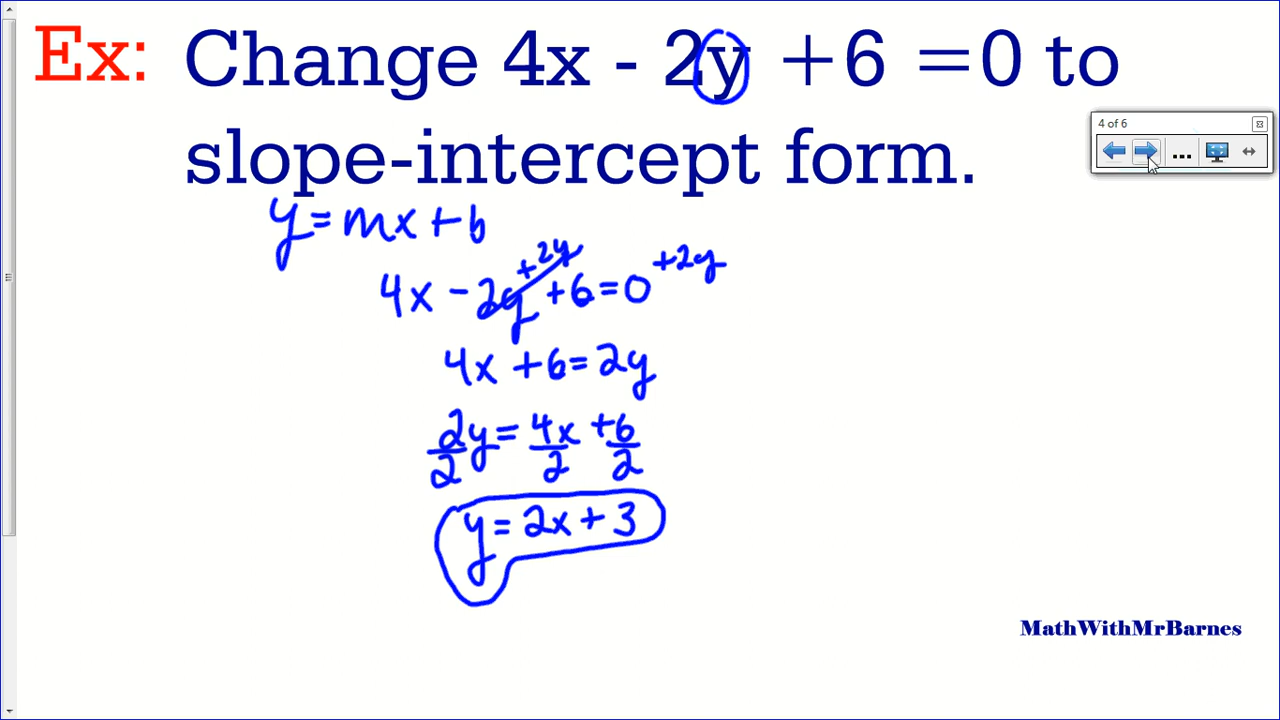 Ex: Change 4x - 2y +6 =0 to
4 of 6
slope-intercept form.
y = mx + b
4x - 2y +2y + 6 = 0 +2y
4x + 6 = 2y
2y/2 = 4x/2 + 6/2
y = 2x + 3
MathWithMrBarnes